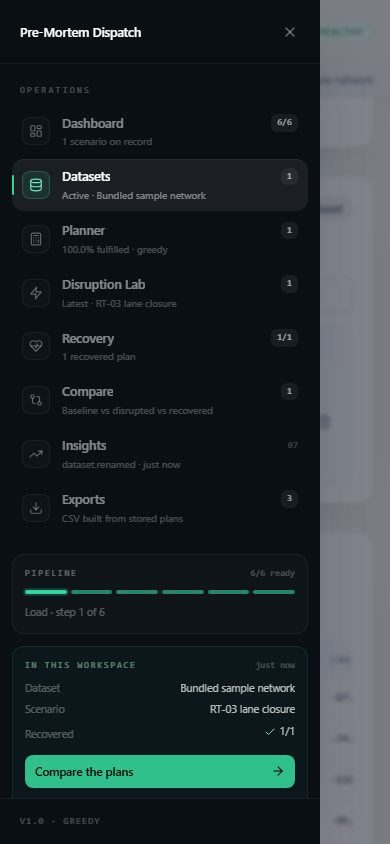 Pre-Mortem Dispatch
OPERATIONS
Dashboard 6/6
1 scenario on record
Datasets 1
Active · Bundled sample network
Planner 1
100.0% fulfilled · greedy
Disruption Lab 1
Latest · RT-03 lane closure
Recovery 1/1
1 recovered plan
Compare 1
Baseline vs disrupted vs recovered
Insights 07
dataset.renamed · just now
Exports 3
CSV built from stored plans
PIPELINE 6/6 ready
Load · step 1 of 6
IN THIS WORKSPACE just now
Dataset Bundled sample network
Scenario RT-03 lane closure
Recovered ✓ 1/1
Compare the plans →
V1.0 · GREEDY